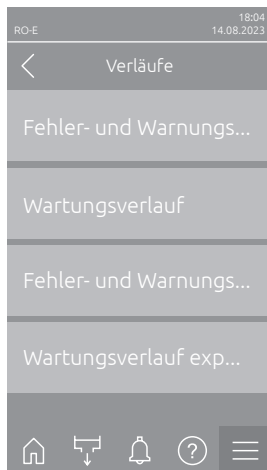 18:04
RO-E 14.08.2023
Verläufe
Fehler- und Warnungs...
Wartungsverlauf
Fehler- und Warnungs...
Wartungsverlauf exp...
?